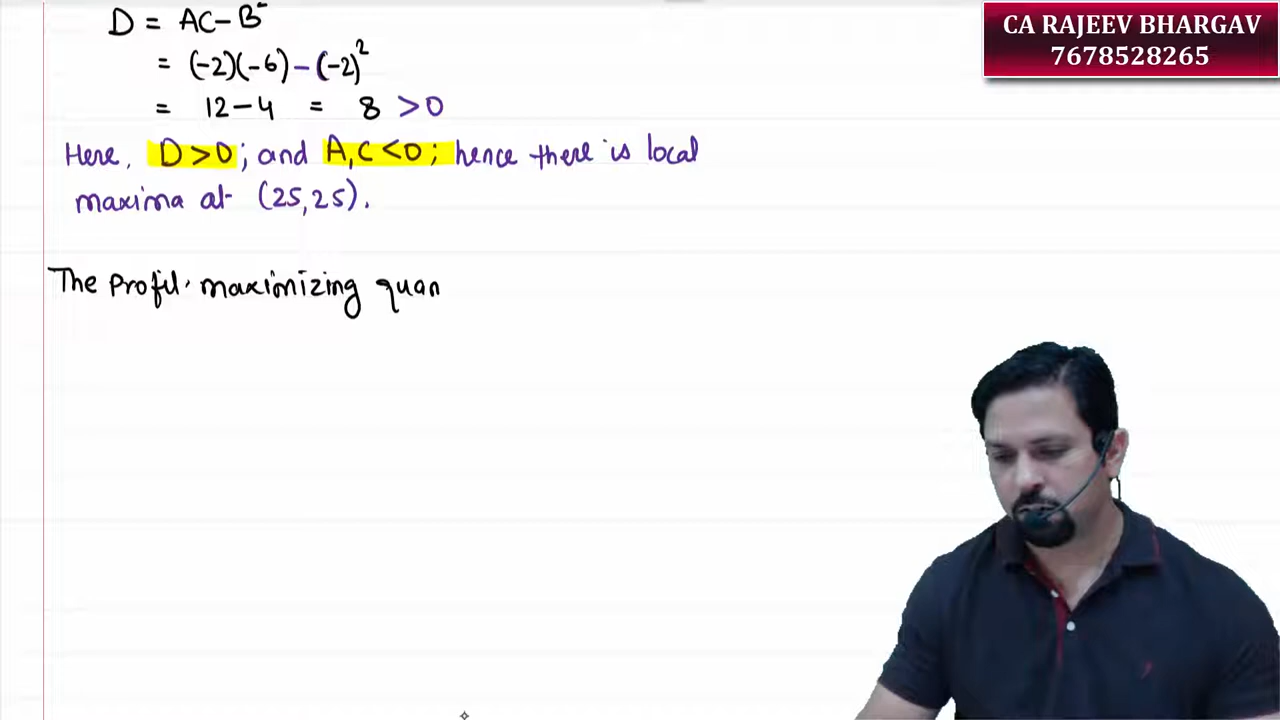 D = AC - B²
= (-2)(-6) - (-2)²
= 12 - 4 = 8 > 0
Here, D > 0; and A, C < 0; hence there is local
maxima at (25,25).
The Profit maximizing quan
CA RAJEEV BHARGAV
7678528265